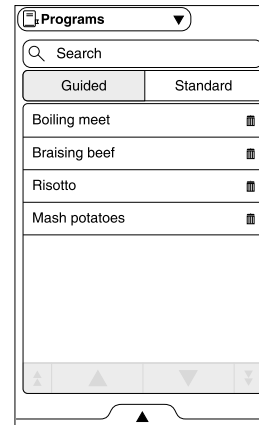 Programs
Search
Guided Standard
Boiling meet
Braising beef
Risotto
Mash potatoes